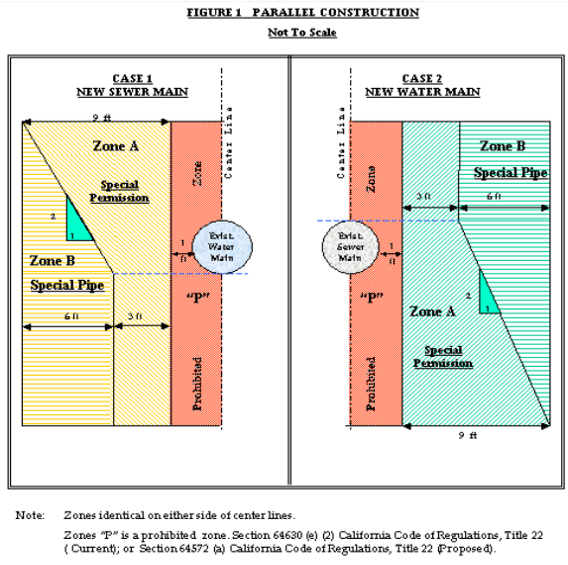 FIGURE 1 PARALLEL CONSTRUCTION
Not To Scale
CASE 1
NEW SEWER MAIN
9 ft
Zone A
Special
Permission
2
1
Zone B
Special Pipe
6 ft
3 ft
Zone
"P"
Prohibited
1
ft
Center Line
Exist.
Water
Main
CASE 2
NEW WATER MAIN
Center Line
Zone
Exist.
Sewer
Main
1
ft
"P"
Prohibited
3 ft
Zone B
Special Pipe
6 ft
Zone A
2
1
Special
Permission
9 ft
Note: Zones identical on either side of center lines.
Zones "P" is a prohibited zone. Section 64630 (e) (2) California Code of Regulations, Title 22
( Current); or Section 64572 (a) California Code of Regulations, Title 22 (Proposed).